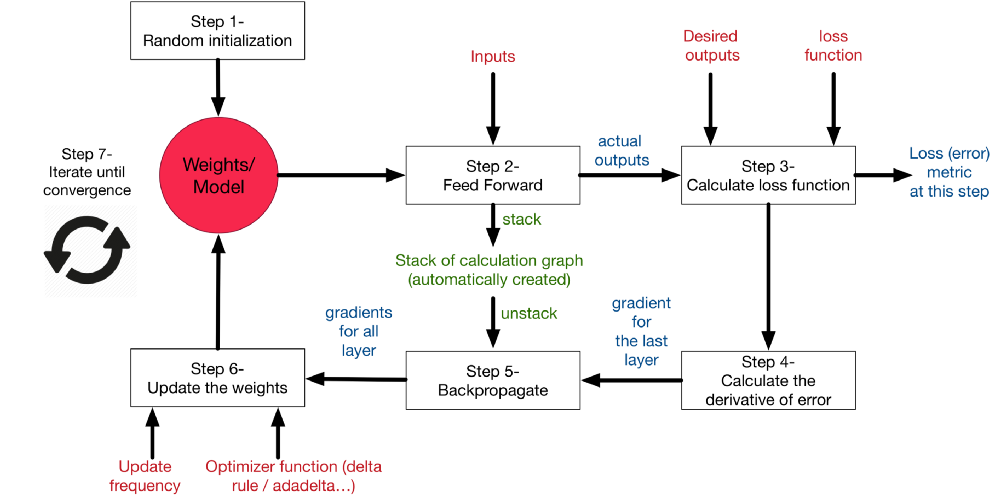 Step 1-
Random initialization
Inputs
Desired
outputs
loss
function
Step 7-
Iterate until
convergence
Weights/
Model
Step 2-
Feed Forward
actual
outputs
Step 3-
Calculate loss function
Loss (error)
metric
at this step
stack
Stack of calculation graph
(automatically created)
unstack
gradients
for all
layer
gradient
for
the last
layer
Step 6-
Update the weights
Step 5-
Backpropagate
Step 4-
Calculate the
derivative of error
Update
frequency
Optimizer function (delta
rule / adadelta...)